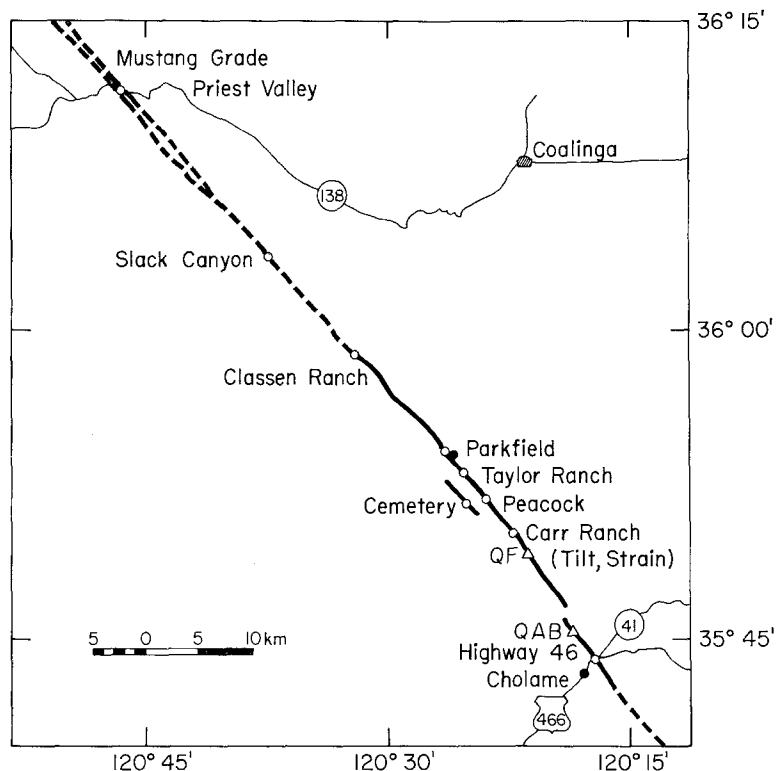 36° 15'
Mustang Grade
Priest Valley
Coalinga
138
Slack Canyon
36° 00'
Classen Ranch
Parkfield
Taylor Ranch
Cemetery
Peacock
Carr Ranch
QF
(Tilt, Strain)
5 0 5 10 km
QAB
41
35° 45'
Highway 46
Cholame
466
120° 45'
120° 30'
120° 15'